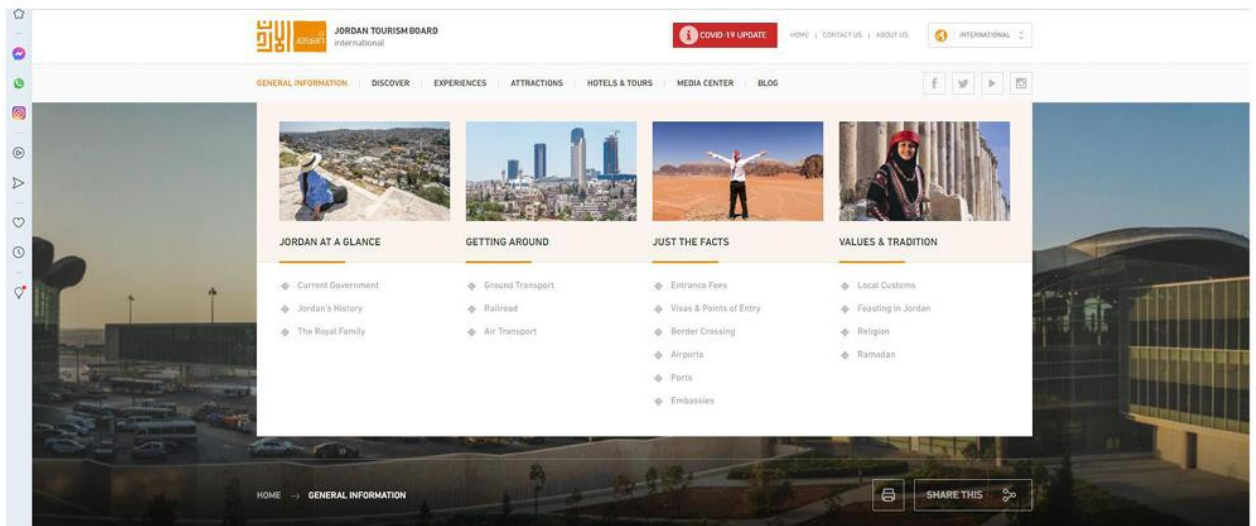 JORDAN TOURISM BOARD
international
Jordan
i COVID-19 UPDATE
HOME | CONTACT US | ABOUT US
INTERNATIONAL
GENERAL INFORMATION
DISCOVER
EXPERIENCES
ATTRACTIONS
HOTELS & TOURS
MEDIA CENTER
BLOG
JORDAN AT A GLANCE
Current Government
Jordan's History
The Royal Family
GETTING AROUND
Ground Transport
Railroad
Air Transport
JUST THE FACTS
Entrance Fees
Visas & Points of Entry
Border Crossing
Airports
Ports
Embassies
VALUES & TRADITION
Local Customs
Feasting in Jordan
Religion
Ramadan
HOME → GENERAL INFORMATION
SHARE THIS